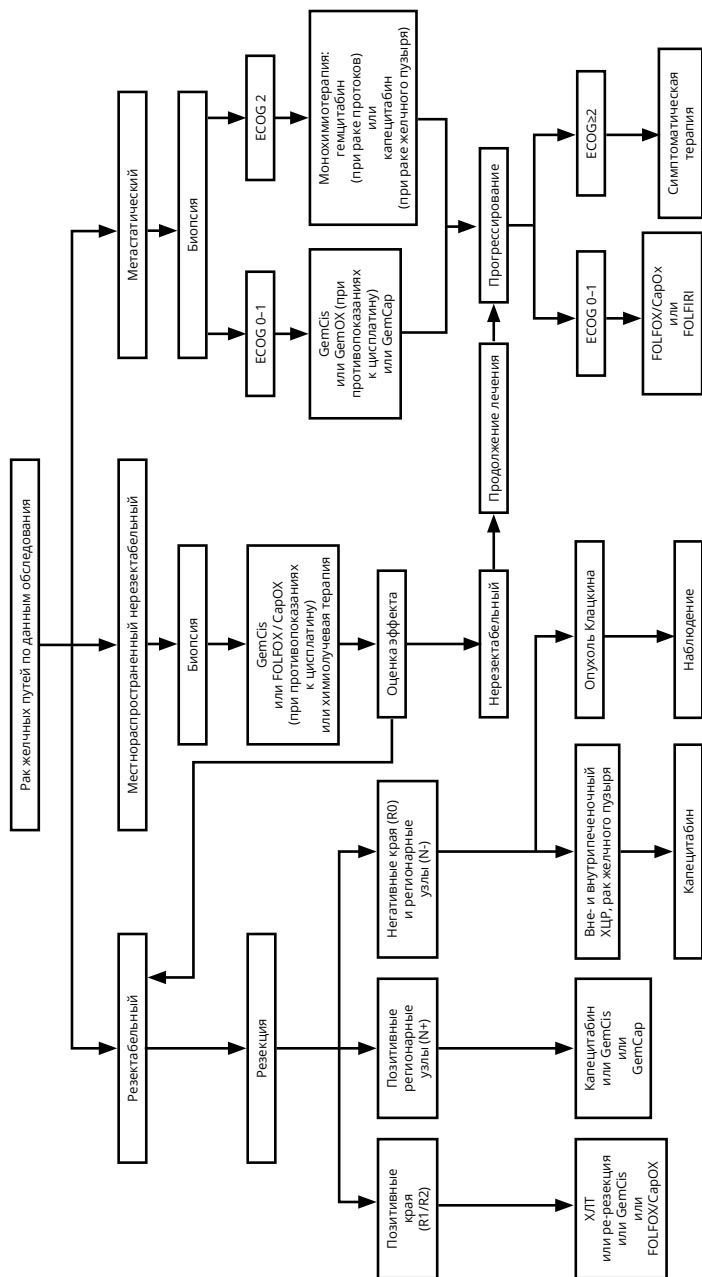 Рак желчных путей по данным обследования
Резектабельный
Местнораспространенный нерезектабельный
Метастатический
Резекция
Биопсия
Биопсия
GemCis
или FOLFOX / CapOX
(при противопоказаниях
к цисплатину)
или химиолучевая терапия
ECOG 0–1
ECOG 2
GemCis
или GemOX (при
противопоказаниях
к цисплатину)
или GemCap
Монохимиотерапия:
гемцитабин
(при раке протоков)
или
капецитабин
(при раке желчного пузыря)
Позитивные
края
(R1/R2)
Позитивные
регионарные
узлы (N+)
Негативные края (R0)
и регионарные
узлы (N-)
Оценка эффекта
Нерезектабельный
Продолжение лечения
Прогрессирование
ХЛТ
или ре-резекция
или GemCis
или
FOLFOX/CapOX
Капецитабин
или GemCis
или
GemCap
Вне- и внутрипеченочный
ХЦР, рак желчного пузыря
Опухоль Клацкина
ECOG 0–1
ECOG≥2
Капецитабин
Наблюдение
FOLFOX/CapOx
или
FOLFIRI
Симптоматическая
терапия